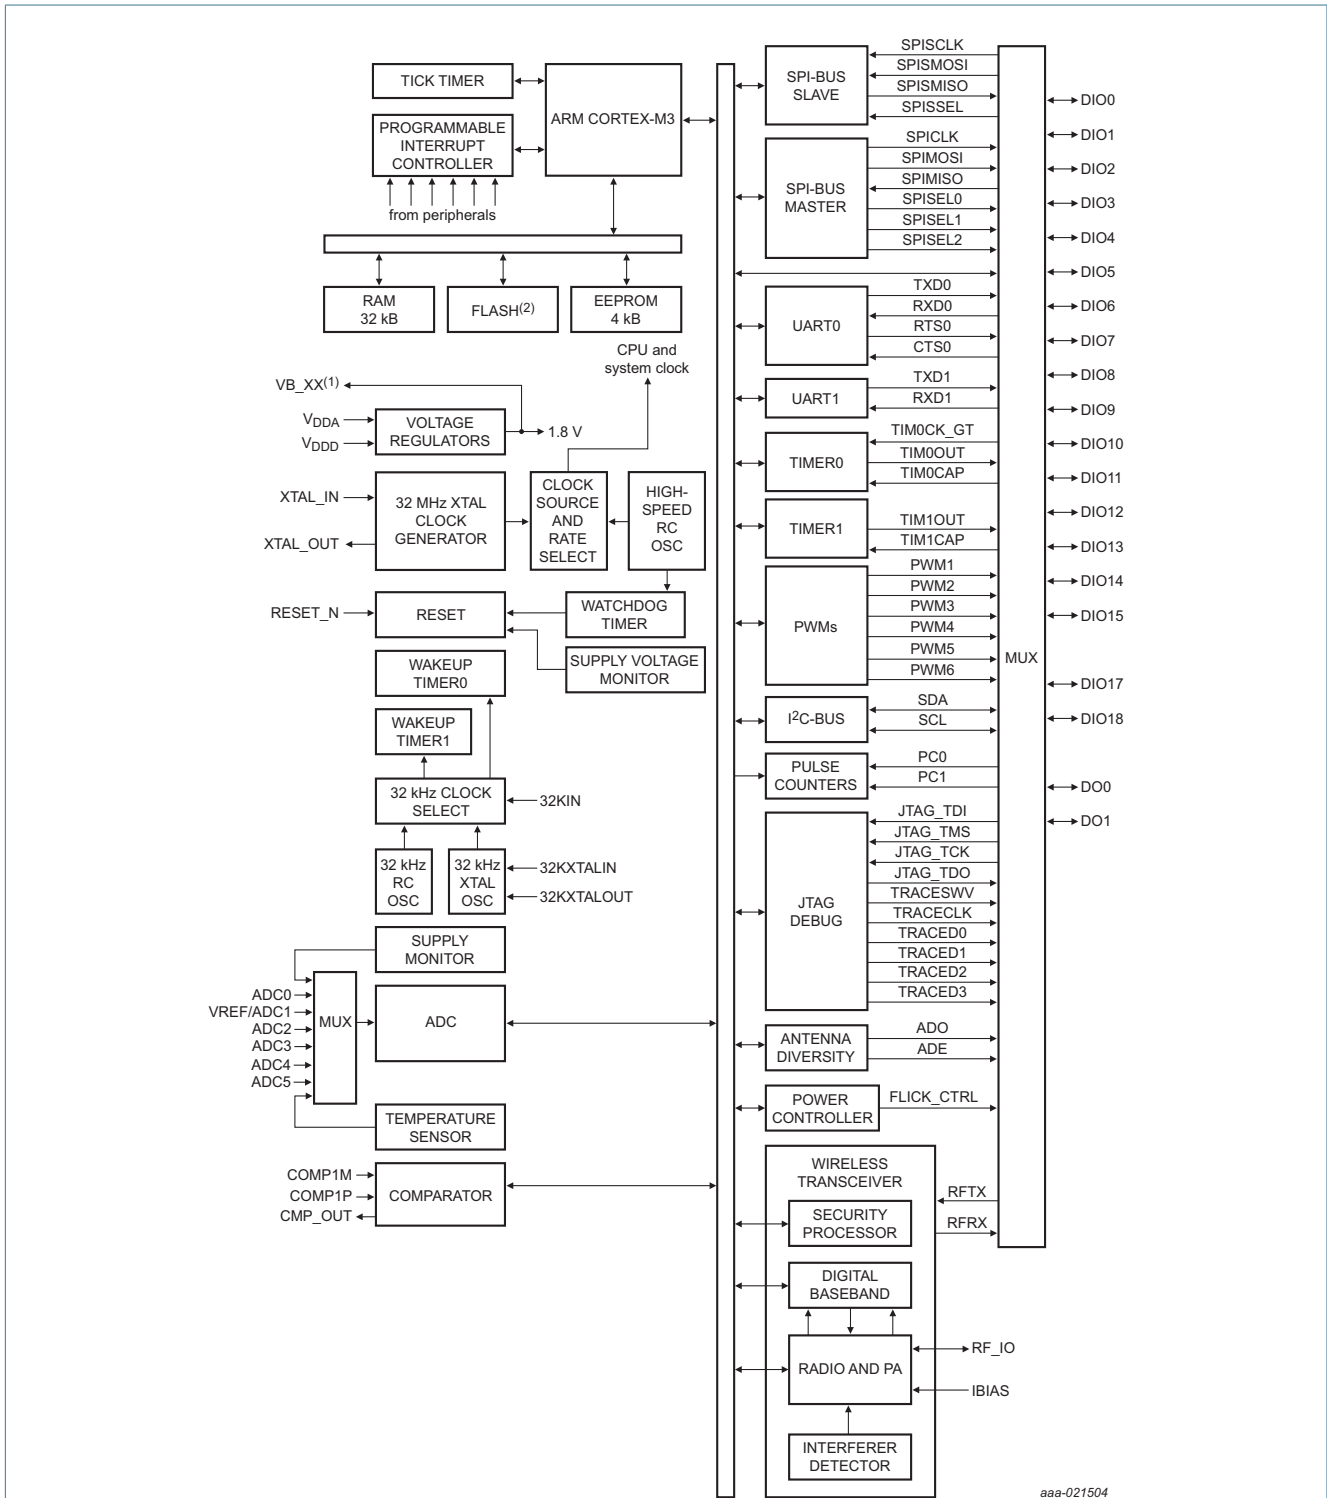 TICK TIMER
PROGRAMMABLE
INTERRUPT
CONTROLLER
from peripherals
ARM CORTEX-M3
RAM
32 kB
FLASH(2)
EEPROM
4 kB
CPU and
system clock
VB_XX(1)
VDDA
VDDD
VOLTAGE
REGULATORS
1.8 V
XTAL_IN
XTAL_OUT
32 MHz XTAL
CLOCK
GENERATOR
CLOCK
SOURCE
AND
RATE
SELECT
HIGH-
SPEED
RC
OSC
RESET_N
RESET
WATCHDOG
TIMER
SUPPLY VOLTAGE
MONITOR
WAKEUP
TIMER0
WAKEUP
TIMER1
32 kHz CLOCK
SELECT
32KIN
32 kHz
RC
OSC
32 kHz
XTAL
OSC
32KXTALIN
32KXTALOUT
SUPPLY
MONITOR
ADC0
VREF/ADC1
ADC2
ADC3
ADC4
ADC5
MUX
ADC
TEMPERATURE
SENSOR
COMP1M
COMP1P
CMP_OUT
COMPARATOR
SPI-BUS
SLAVE
SPISCLK
SPISMOSI
SPISMISO
SPISSEL
SPI-BUS
MASTER
SPICLK
SPIMOSI
SPIMISO
SPISEL0
SPISEL1
SPISEL2
UART0
TXD0
RXD0
RTS0
CTS0
UART1
TXD1
RXD1
TIMER0
TIM0CK_GT
TIM0OUT
TIM0CAP
TIMER1
TIM1OUT
TIM1CAP
PWMs
PWM1
PWM2
PWM3
PWM4
PWM5
PWM6
I2C-BUS
SDA
SCL
PULSE
COUNTERS
PC0
PC1
JTAG
DEBUG
JTAG_TDI
JTAG_TMS
JTAG_TCK
JTAG_TDO
TRACESWV
TRACECLK
TRACED0
TRACED1
TRACED2
TRACED3
ANTENNA
DIVERSITY
ADO
ADE
POWER
CONTROLLER
FLICK_CTRL
WIRELESS
TRANSCEIVER
SECURITY
PROCESSOR
DIGITAL
BASEBAND
RADIO AND PA
INTERFERER
DETECTOR
RFTX
RFRX
RF_IO
IBIAS
MUX
DIO0
DIO1
DIO2
DIO3
DIO4
DIO5
DIO6
DIO7
DIO8
DIO9
DIO10
DIO11
DIO12
DIO13
DIO14
DIO15
DIO17
DIO18
DO0
DO1
aaa-021504